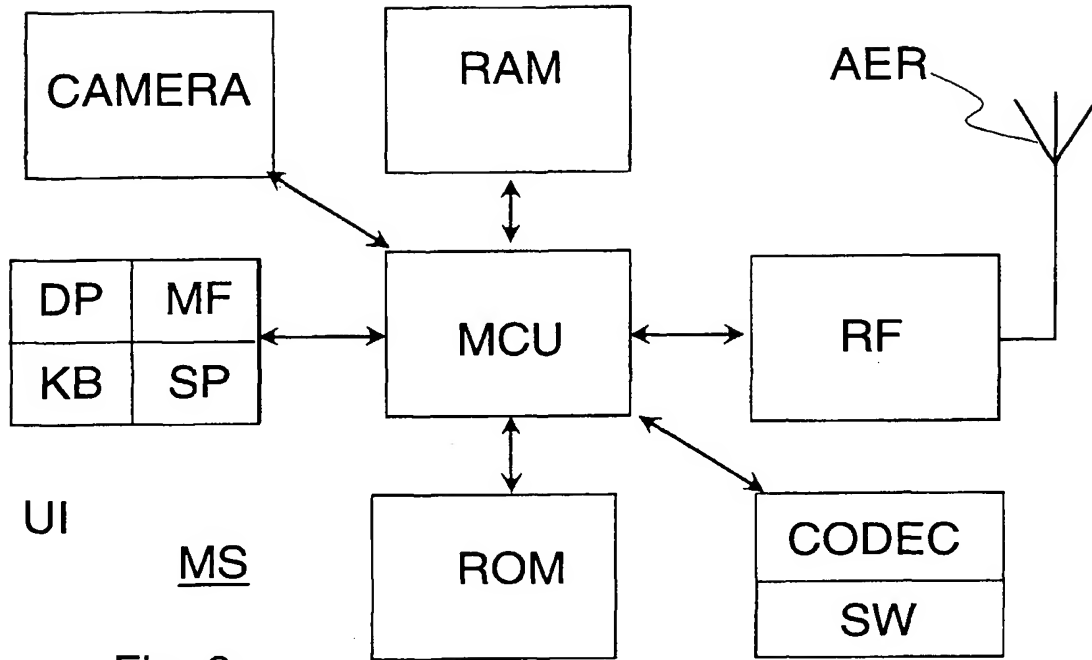 CAMERA
RAM
AER
DP MF
KB SP
MCU
RF
UI
MS
ROM
CODEC
SW